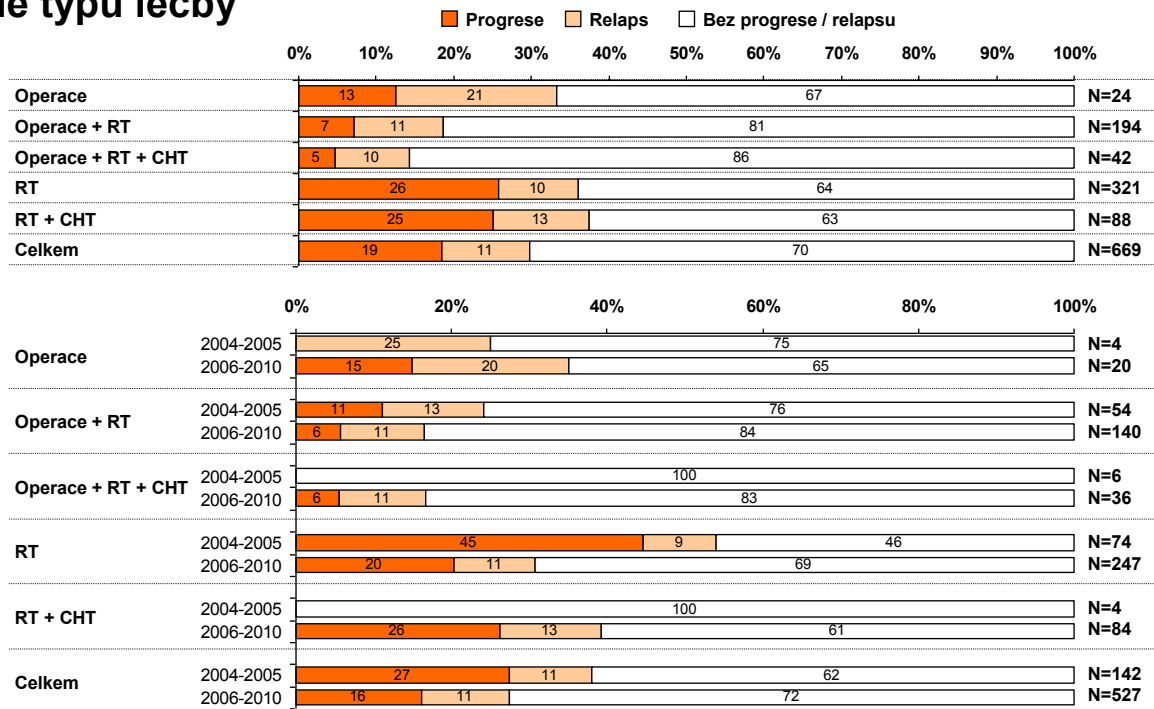 le typu léčby
Progrese Relaps Bez progrese / relapsu
0% 10% 20% 30% 40% 50% 60% 70% 80% 90% 100%
Operace 13 21 67 N=24
Operace + RT 7 11 81 N=194
Operace + RT + CHT 5 10 86 N=42
RT 26 10 64 N=321
RT + CHT 25 13 63 N=88
Celkem 19 11 70 N=669
0% 20% 40% 60% 80% 100%
Operace
2004-2005 25 75 N=4
2006-2010 15 20 65 N=20
Operace + RT
2004-2005 11 13 76 N=54
2006-2010 6 11 84 N=140
Operace + RT + CHT
2004-2005 100 N=6
2006-2010 6 11 83 N=36
RT
2004-2005 45 9 46 N=74
2006-2010 20 11 69 N=247
RT + CHT
2004-2005 100 N=4
2006-2010 26 13 61 N=84
Celkem
2004-2005 27 11 62 N=142
2006-2010 16 11 72 N=527